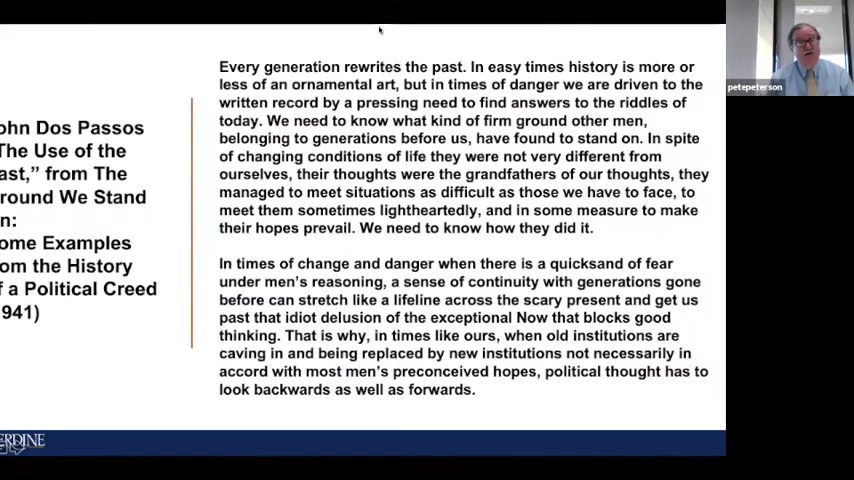 ohn Dos Passos
The Use of the
ast,” from The
round We Stand
n:
ome Examples
om the History
f a Political Creed
941)
Every generation rewrites the past. In easy times history is more or
less of an ornamental art, but in times of danger we are driven to the
written record by a pressing need to find answers to the riddles of
today. We need to know what kind of firm ground other men,
belonging to generations before us, have found to stand on. In spite
of changing conditions of life they were not very different from
ourselves, their thoughts were the grandfathers of our thoughts, they
managed to meet situations as difficult as those we have to face, to
meet them sometimes lightheartedly, and in some measure to make
their hopes prevail. We need to know how they did it.
In times of change and danger when there is a quicksand of fear
under men’s reasoning, a sense of continuity with generations gone
before can stretch like a lifeline across the scary present and get us
past that idiot delusion of the exceptional Now that blocks good
thinking. That is why, in times like ours, when old institutions are
caving in and being replaced by new institutions not necessarily in
accord with most men’s preconceived hopes, political thought has to
look backwards as well as forwards.
petepeterson
ERDINE